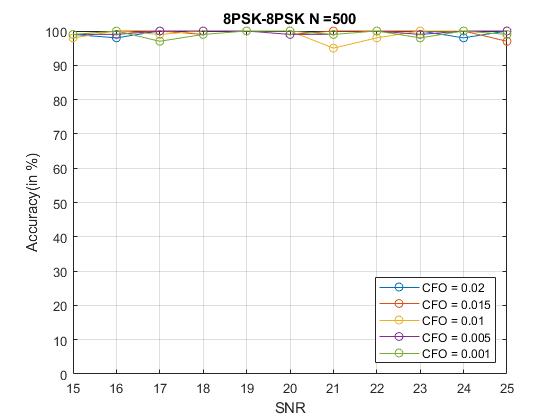 8PSK-8PSK N =500
100
90
80
70
60
50
40
30
20
10
0
Accuracy(in %)
15 16 17 18 19 20 21 22 23 24 25
SNR
CFO = 0.02
CFO = 0.015
CFO = 0.01
CFO = 0.005
CFO = 0.001